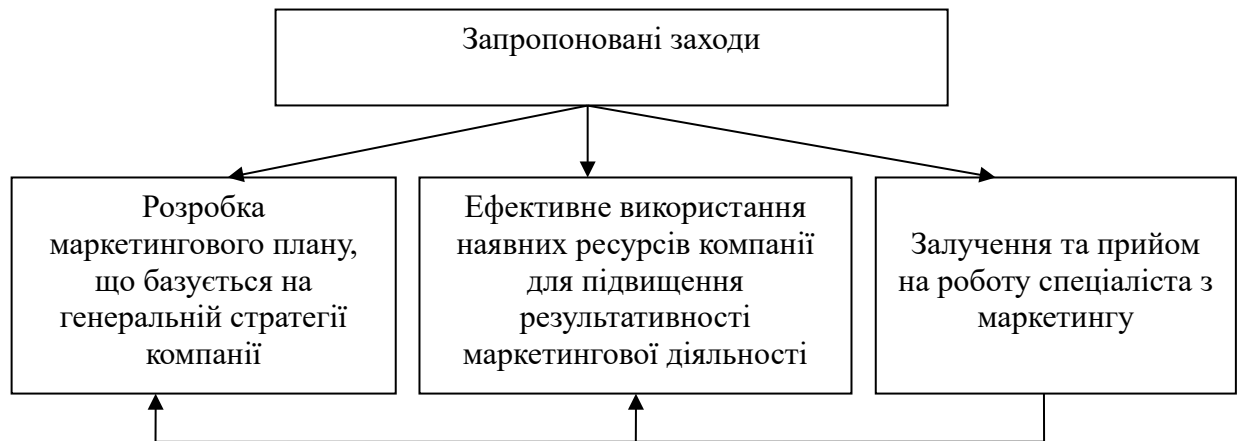 Запропоновані заходи
Розробка
маркетингового плану,
що базується на
генеральній стратегії
компанії
Ефективне використання
наявних ресурсів компанії
для підвищення
результативності
маркетингової діяльності
Залучення та прийом
на роботу спеціаліста з
маркетингу